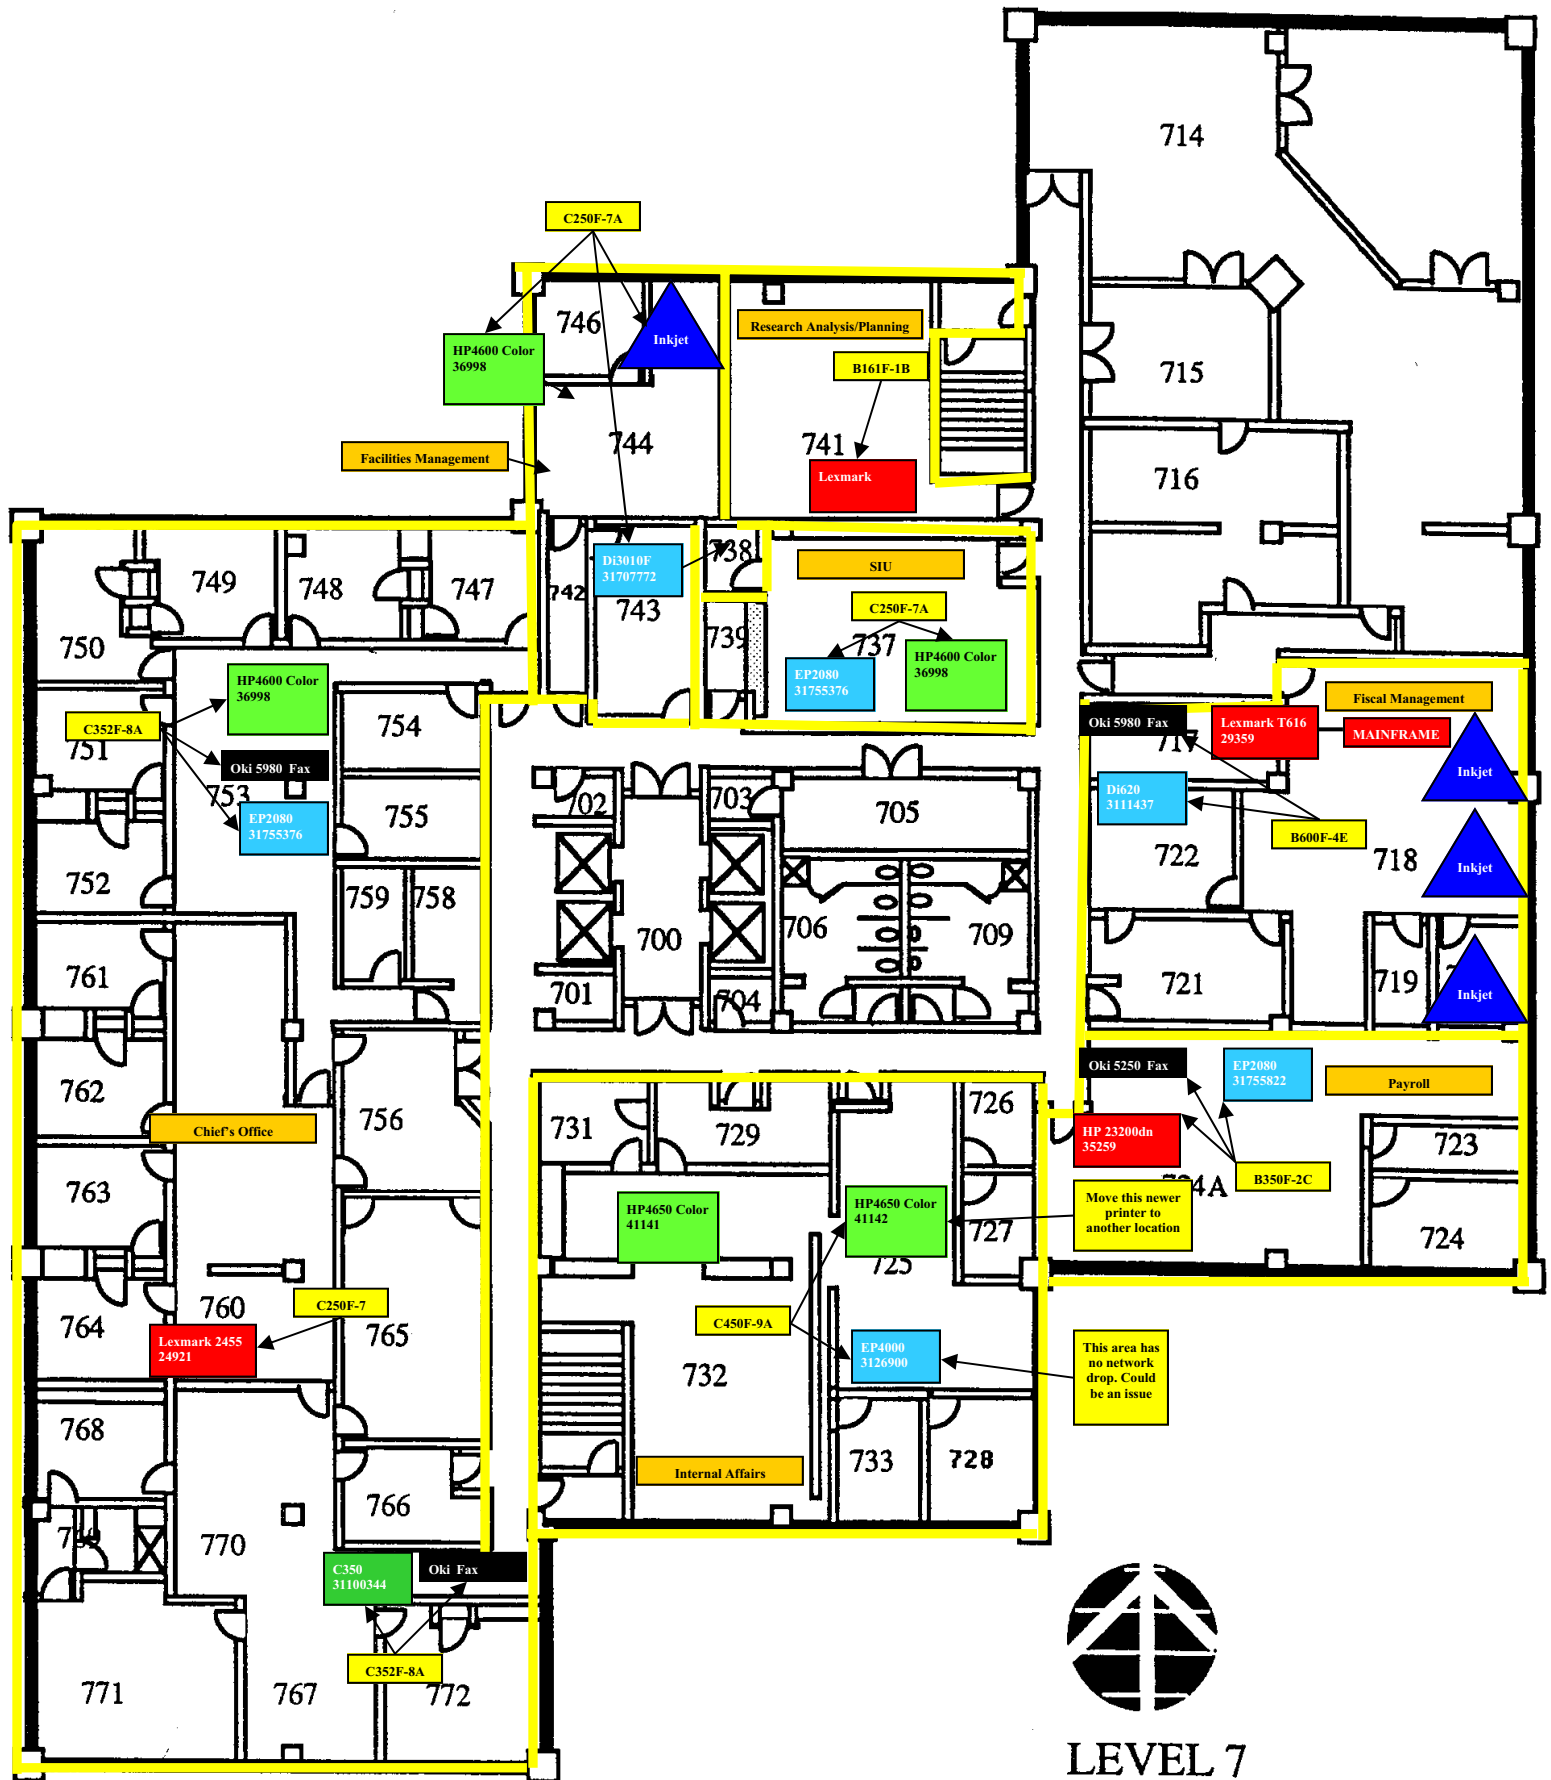 714
C250F-7A
746
Inkjet
Research Analysis/Planning
HP4600 Color
36998
B161F-1B
715
744
741
Facilities Management
Lexmark
716
749
748
747
742
Di3010F
31707772
738
SIU
743
C250F-7A
750
739
737
HP4600 Color
36998
EP2080
31755376
HP4600 Color
36998
Fiscal Management
C352F-8A
751
754
Oki 5980 Fax
717
Lexmark T616
29359
MAINFRAME
Inkjet
Oki 5980 Fax
753
EP2080
31755376
755
702
703
705
Di620
3111437
B600F-4E
722
718
Inkjet
752
759
758
706
700
709
761
701
704
721
719
Inkjet
762
756
Oki 5250 Fax
EP2080
31755822
Payroll
Chief's Office
731
729
726
HP 23200dn
35259
723
763
B350F-2C
HP4650 Color
41141
HP4650 Color
41142
727
Move this newer
printer to
another location
724
725
764
760
C250F-7
765
C450F-9A
Lexmark 2455
24921
732
EP4000
3126900
This area has
no network
drop. Could
be an issue
768
733
728
Internal Affairs
766
770
C350
31100344
Oki Fax
C352F-8A
771
767
772
LEVEL 7